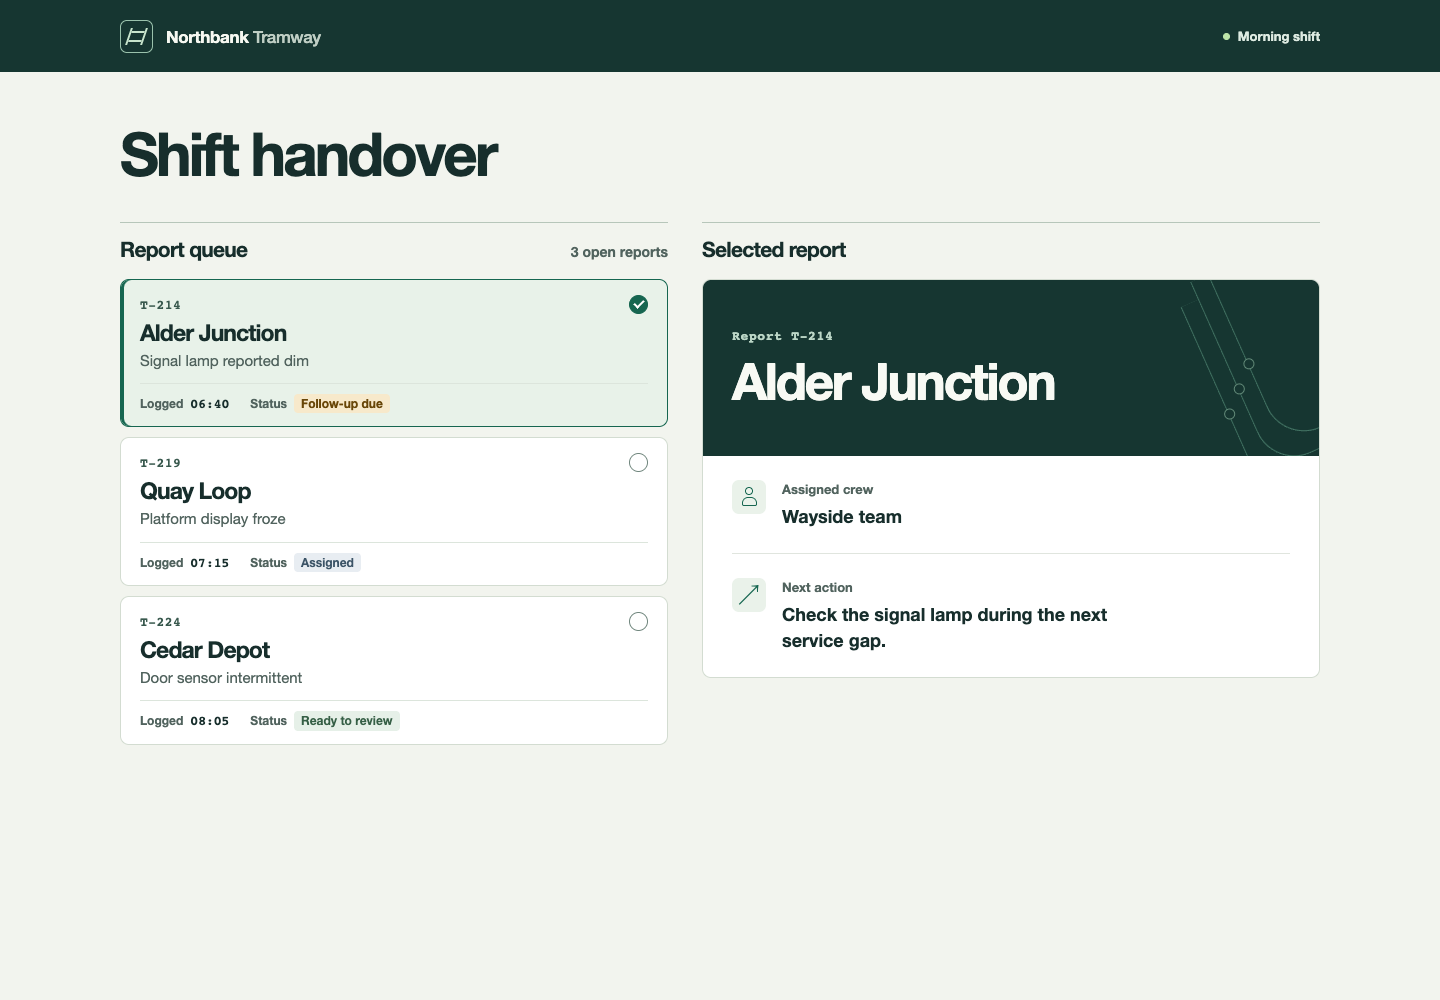 Northbank Tramway
Morning shift
Shift handover
Report queue
3 open reports
T-214
Alder Junction
Signal lamp reported dim
Logged 06:40 Status Follow-up due
T-219
Quay Loop
Platform display froze
Logged 07:15 Status Assigned
T-224
Cedar Depot
Door sensor intermittent
Logged 08:05 Status Ready to review
Selected report
Report T-214
Alder Junction
Assigned crew
Wayside team
Next action
Check the signal lamp during the next
service gap.